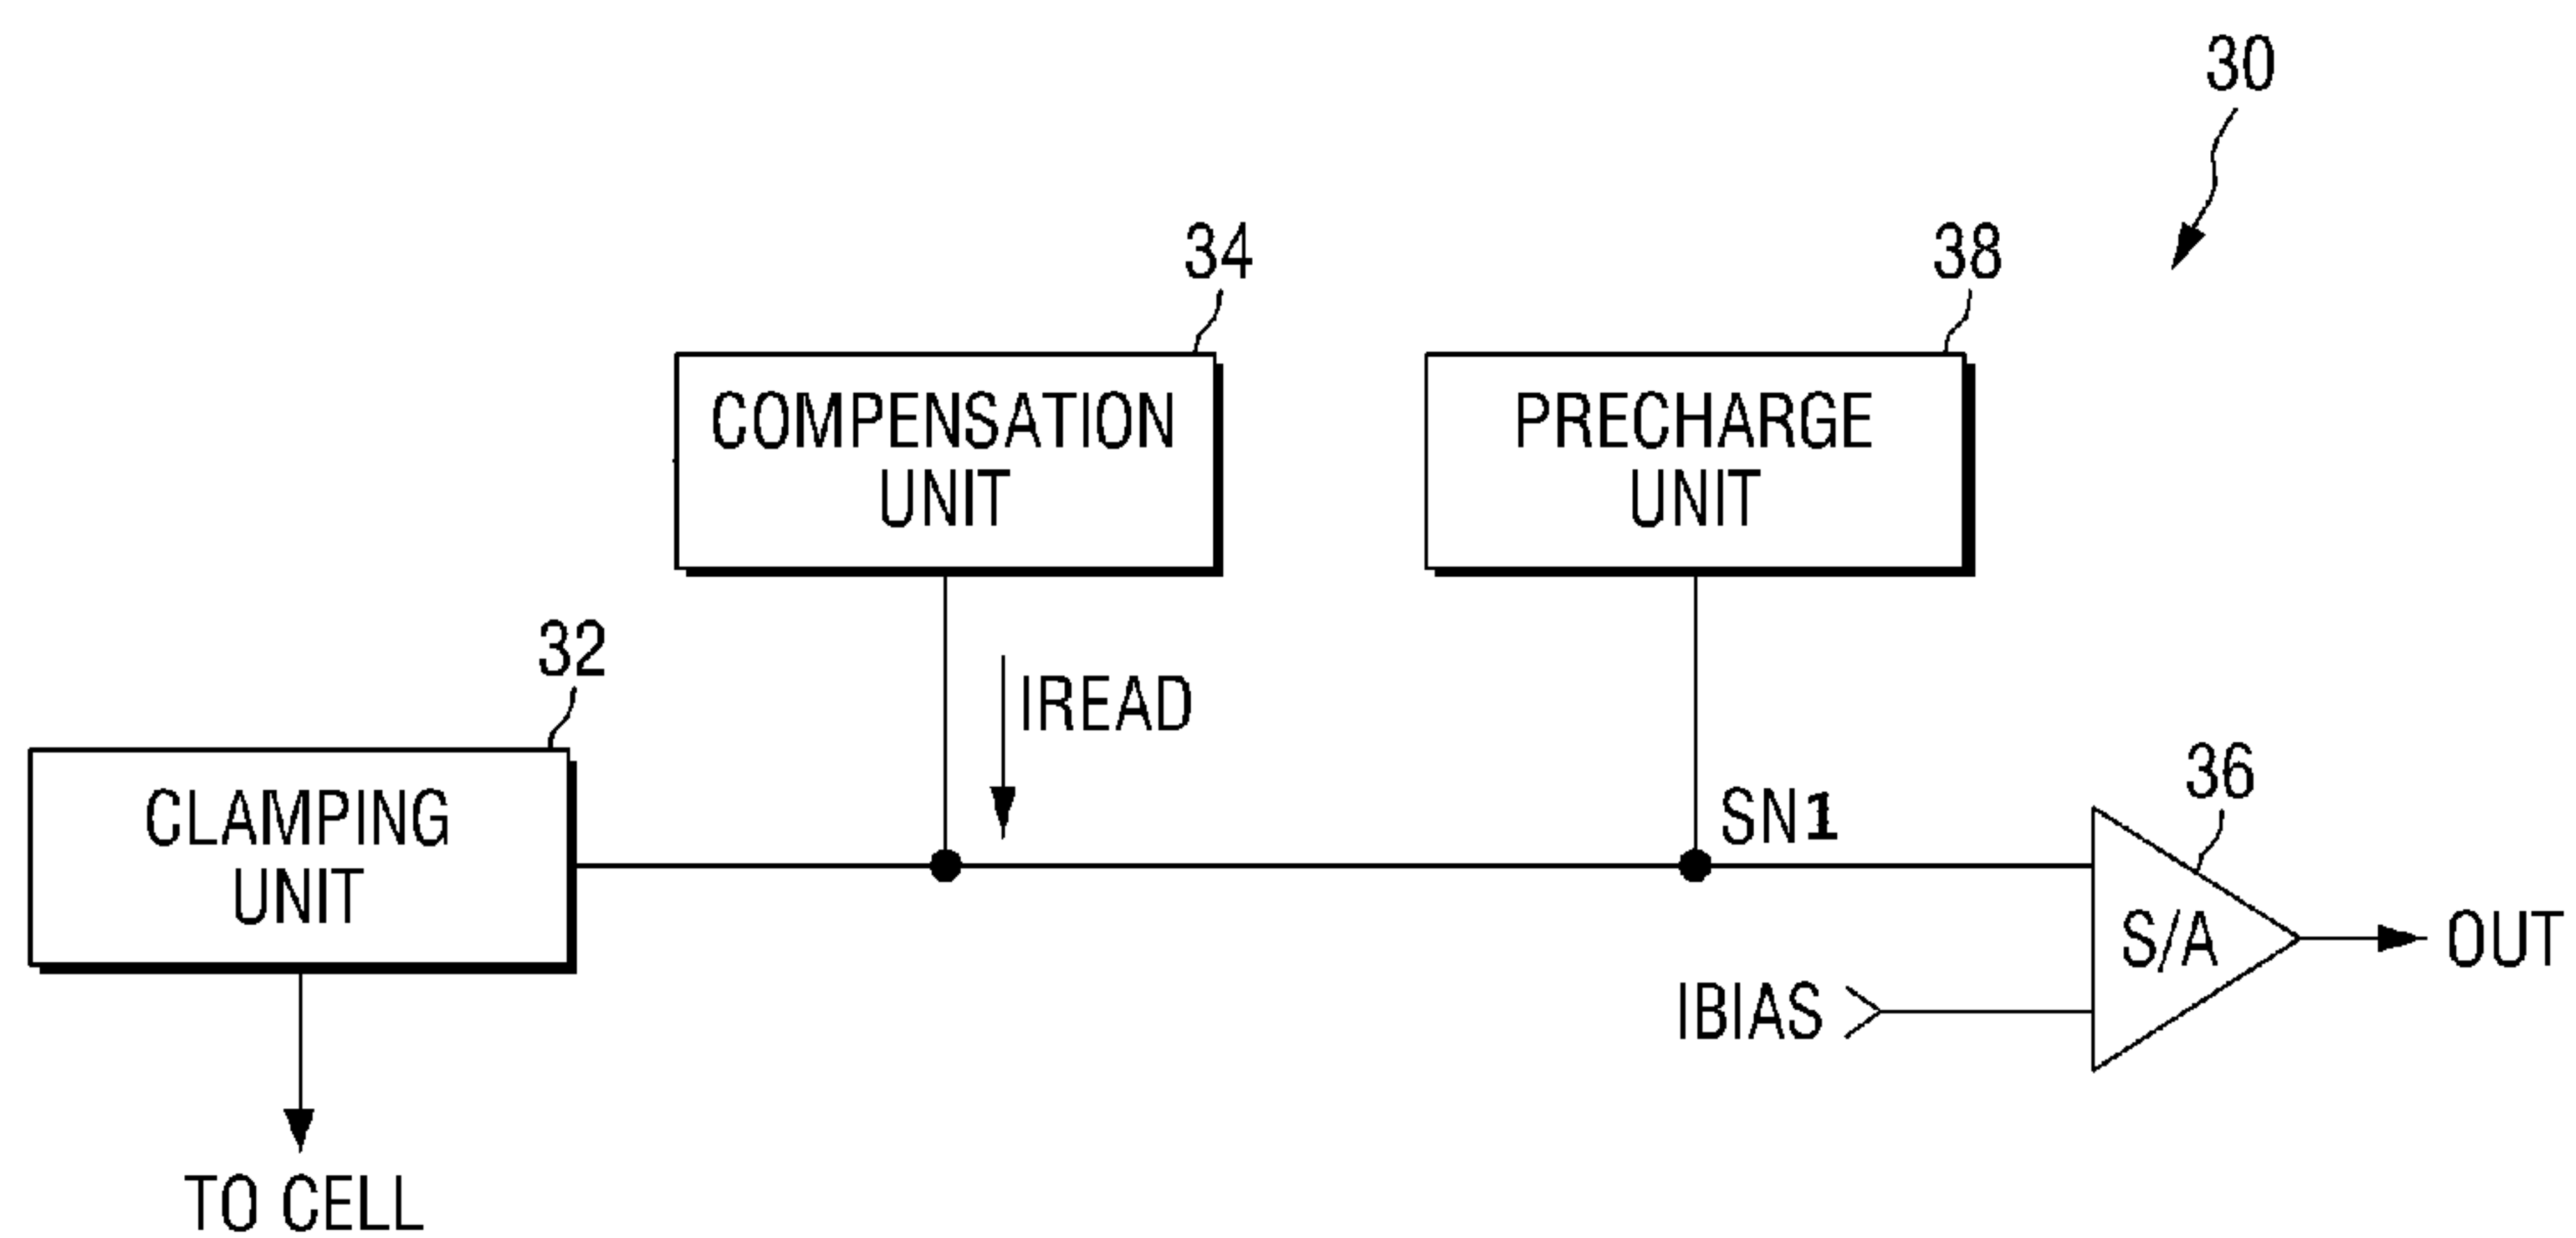 30
34
38
COMPENSATION
UNIT
PRECHARGE
UNIT
32
IREAD
CLAMPING
UNIT
SN1
36
S/A
OUT
IBIAS
TO CELL